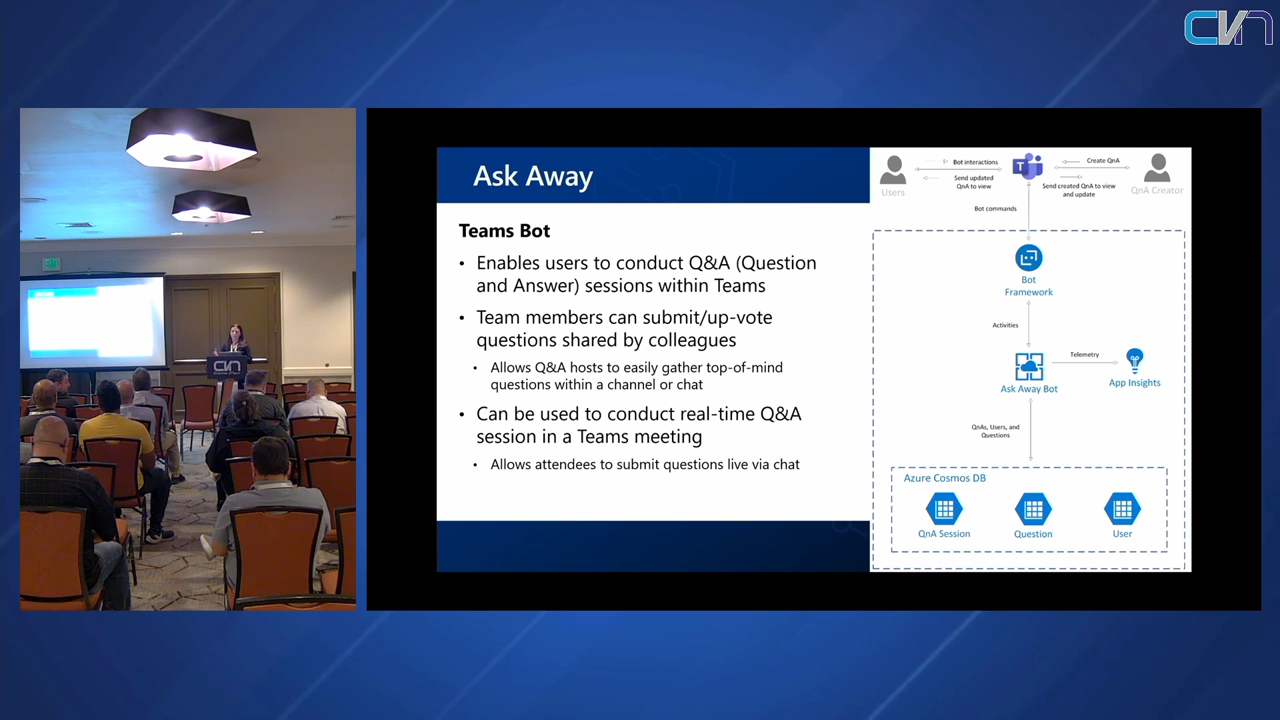 CVN
Ask Away
Teams Bot
• Enables users to conduct Q&A (Question
and Answer) sessions within Teams
• Team members can submit/up-vote
questions shared by colleagues
• Allows Q&A hosts to easily gather top-of-mind
questions within a channel or chat
• Can be used to conduct real-time Q&A
session in a Teams meeting
• Allows attendees to submit questions live via chat
Users
Bot interactions
Send updated
QnA to view
T
Create QnA
Send created QnA to view
and update
QnA Creator
Bot commands
Bot
Framework
Activities
Ask Away Bot
Telemetry
App Insights
QnAs, Users, and
Questions
Azure Cosmos DB
QnA Session
Question
User
CVN